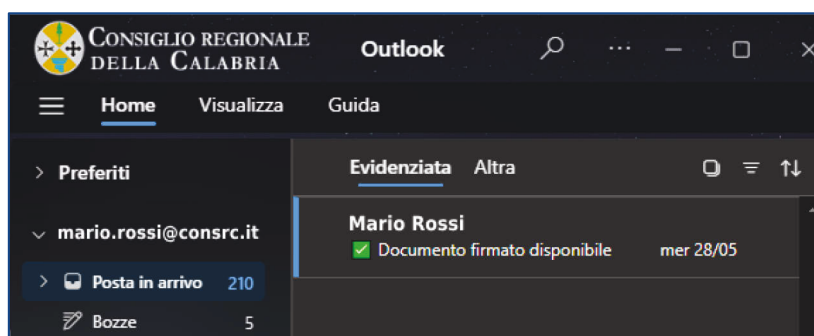 CONSIGLIO REGIONALE
DELLA CALABRIA
Outlook
Home Visualizza Guida
Preferiti
Evidenziata Altra
mario.rossi@consrc.it
Mario Rossi
✅ Documento firmato disponibile mer 28/05
Posta in arrivo 210
Bozze 5